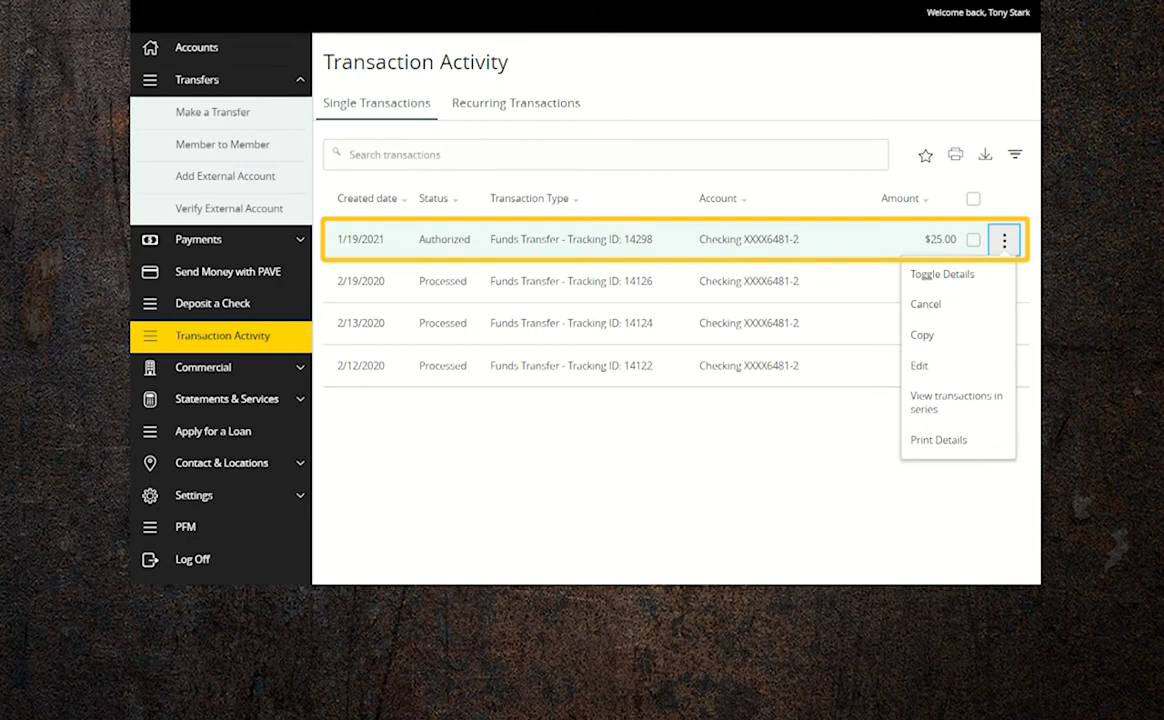 Welcome back, Tony Stark
Accounts
Transfers
Make a Transfer
Member to Member
Add External Account
Verify External Account
Payments
Send Money with PAVE
Deposit a Check
Transaction Activity
Commercial
Statements & Services
Apply for a Loan
Contact & Locations
Settings
PFM
Log Off
Transaction Activity
Single Transactions Recurring Transactions
Search transactions
Created date Status Transaction Type Account Amount
1/19/2021 Authorized Funds Transfer - Tracking ID: 14298 Checking XXXX6481-2 $25.00
2/19/2020 Processed Funds Transfer - Tracking ID: 14126 Checking XXXX6481-2
2/13/2020 Processed Funds Transfer - Tracking ID: 14124 Checking XXXX6481-2
2/12/2020 Processed Funds Transfer - Tracking ID: 14122 Checking XXXX6481-2
Toggle Details
Cancel
Copy
Edit
View transactions in
series
Print Details